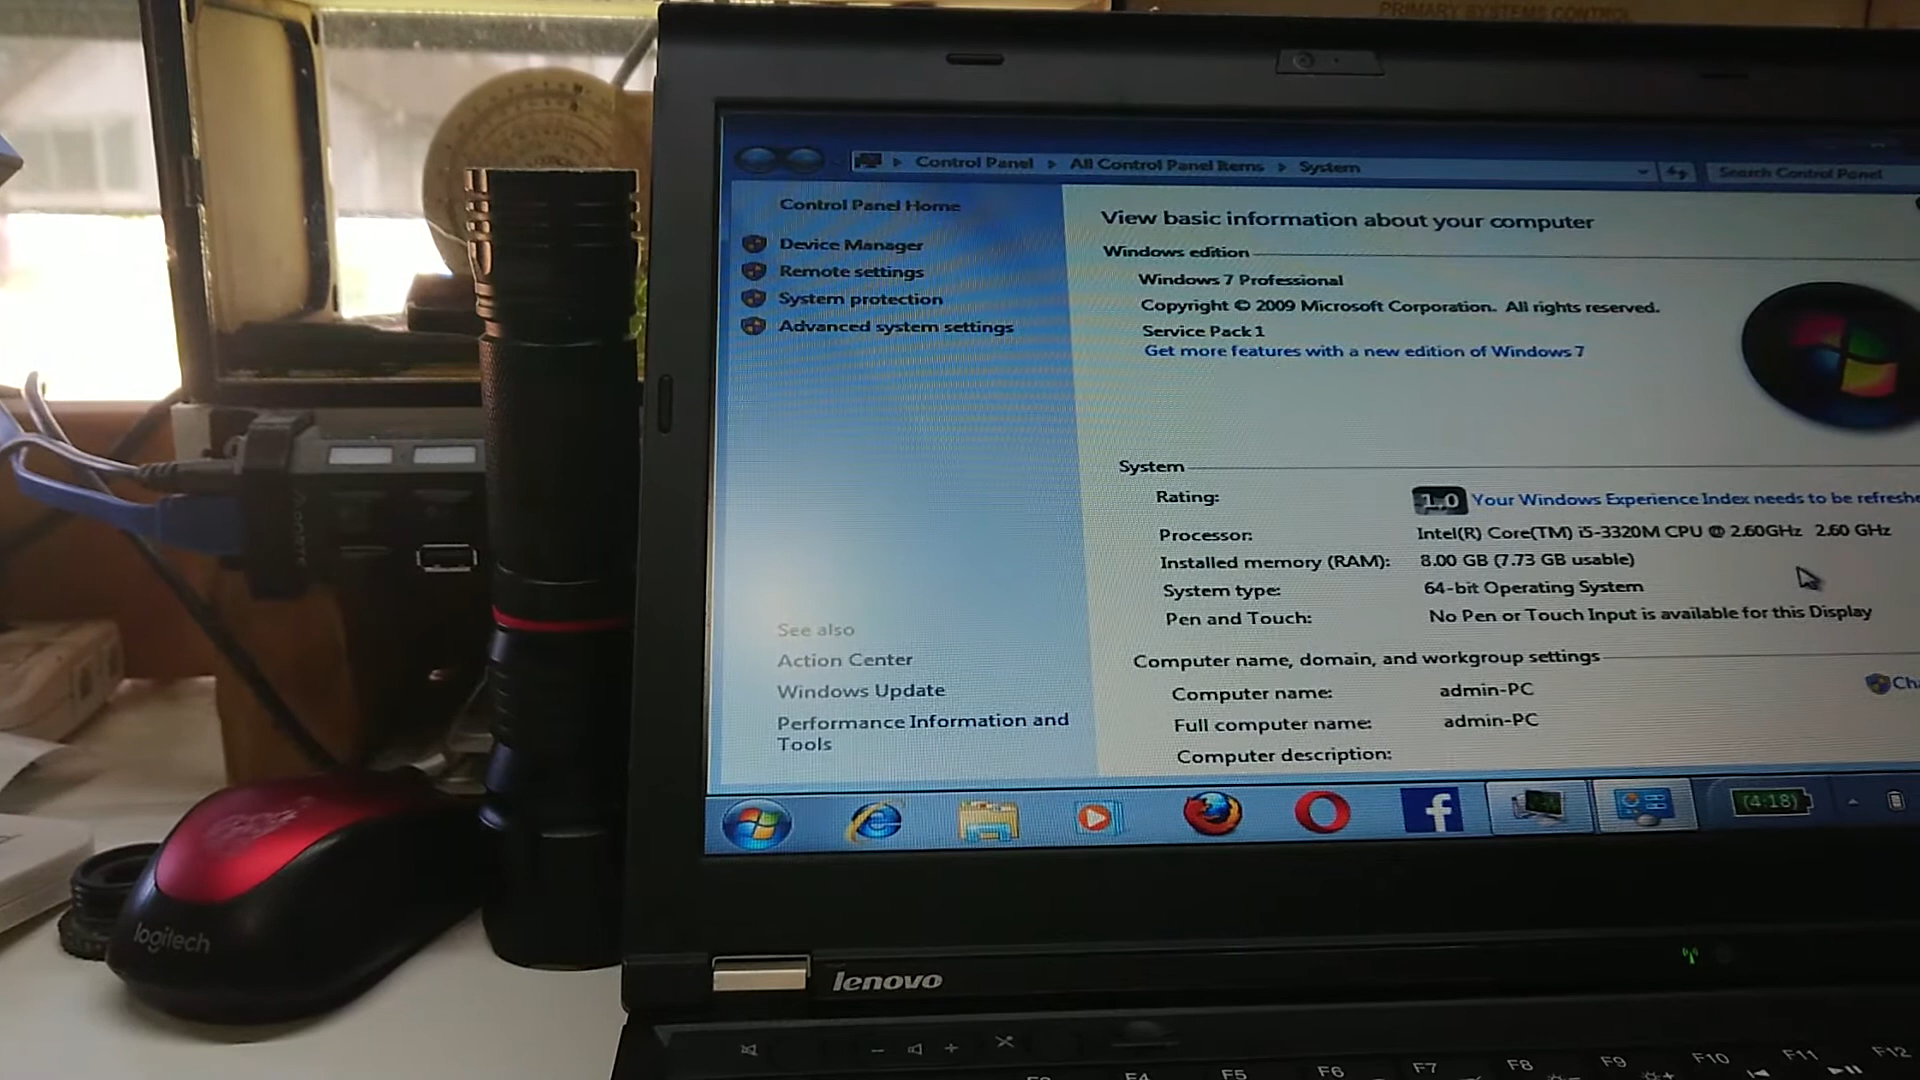 PRIMARY SYSTEMS CONTROL
Control Panel
All Control Panel Items
System
Search Control Panel
Control Panel Home
Device Manager
Remote settings
System protection
Advanced system settings
View basic information about your computer
Windows edition
Windows 7 Professional
Copyright © 2009 Microsoft Corporation. All rights reserved.
Service Pack 1
Get more features with a new edition of Windows 7
System
Rating: 1.0 Your Windows Experience Index needs to be refreshe
Processor: Intel(R) Core(TM) i5-3320M CPU @ 2.60GHz 2.60 GHz
Installed memory (RAM): 8.00 GB (7.73 GB usable)
System type: 64-bit Operating System
Pen and Touch: No Pen or Touch Input is available for this Display
Computer name, domain, and workgroup settings
Computer name: admin-PC
Cha
Full computer name: admin-PC
Computer description:
See also
Action Center
Windows Update
Performance Information and
Tools
(4:18)
logitech
lenovo
F4 F5 F6 F7 F8 F9 F10 F11 F12